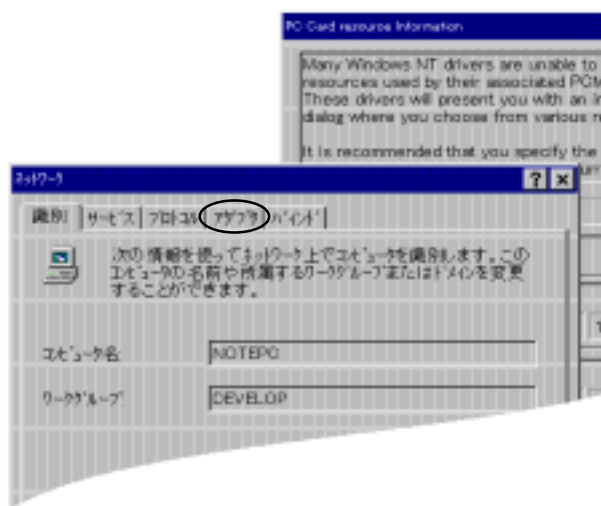 PC Card resource Information
Many Windows NT drivers are unable to
resources used by their associated PCM
These drivers will present you with an in
dialog where you choose from various re
It is recommended that you specify the
ネットワーク
識別 サービス プロトコル アダプタ バインド
次の情報を使ってネットワーク上でコンピュータを識別します。この
コンピュータの名前や所属するワークグループまたはドメインを変更
することができます。
コンピュータ名: NOTEPC
ワークグループ: DEVELOP